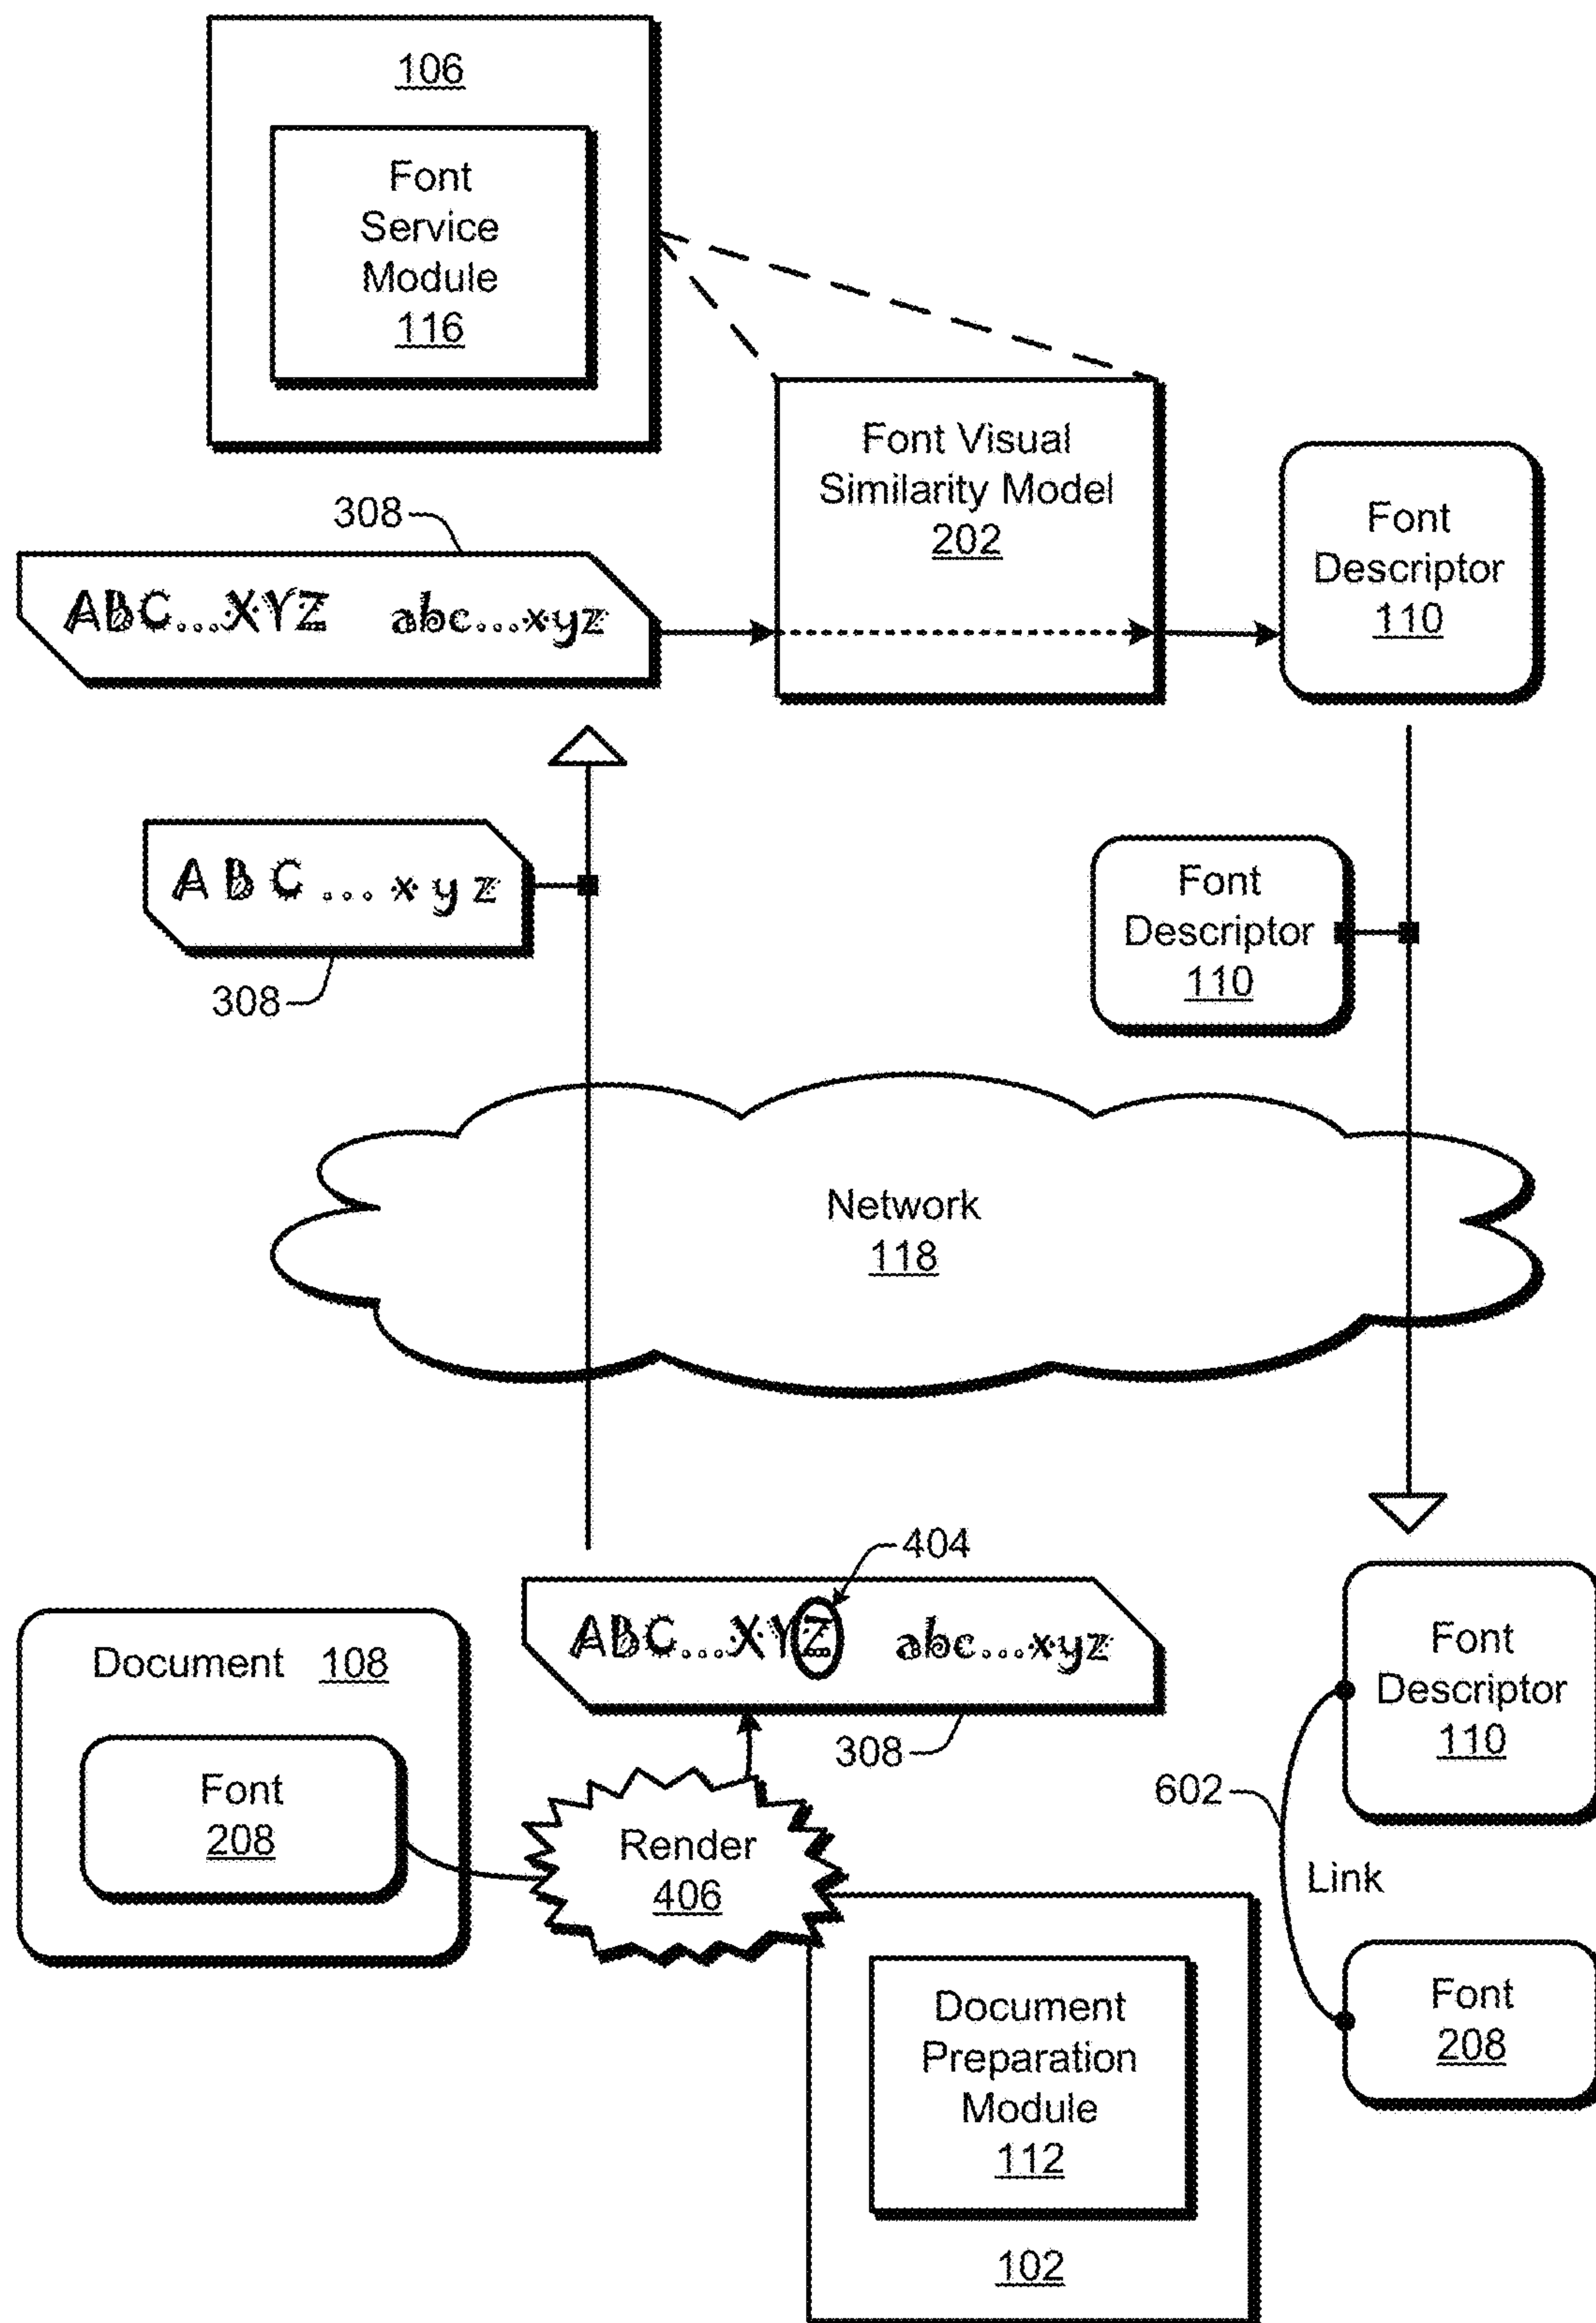 106
Font
Service
Module
116
Font Visual
Similarity Model
202
Font
Descriptor
110
308
ABC...XYZ abc...xyz
A B C ... x y z
308
Font
Descriptor
110
Network
118
404
ABC...XYZ abc...xyz
308
Document 108
Font
208
Render
406
Font
Descriptor
110
602
Link
Font
208
Document
Preparation
Module
112
102